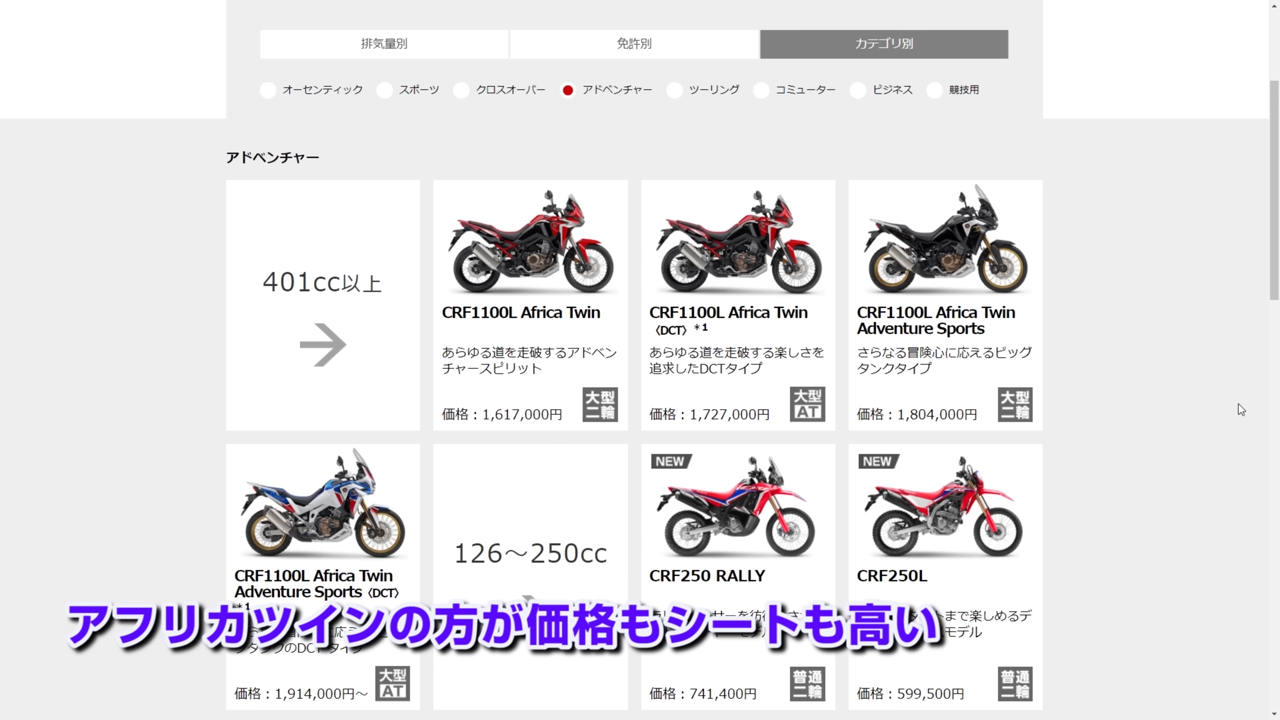 排気量別
免許別
カテゴリ別
オーセンティック
スポーツ
クロスオーバー
アドベンチャー
ツーリング
コミューター
ビジネス
競技用
アドベンチャー
401cc以上
CRF1100L Africa Twin
あらゆる道を走破するアドベン
チャースピリット
価格：1,617,000円
大型
二輪
CRF1100L Africa Twin
〈DCT〉＊1
あらゆる道を走破する楽しさを
追求したDCTタイプ
価格：1,727,000円
大型
AT
CRF1100L Africa Twin
Adventure Sports
さらなる冒険心に応えるビッグ
タンクタイプ
価格：1,804,000円
大型
二輪
CRF1100L Africa Twin
Adventure Sports〈DCT〉
＊1
価格：1,914,000円～
大型
AT
126～250cc
NEW
CRF250 RALLY
価格：741,400円
普通
二輪
NEW
CRF250L
まで楽しめるデ
モデル
価格：599,500円
普通
二輪
アフリカツインの方が価格もシートも高い